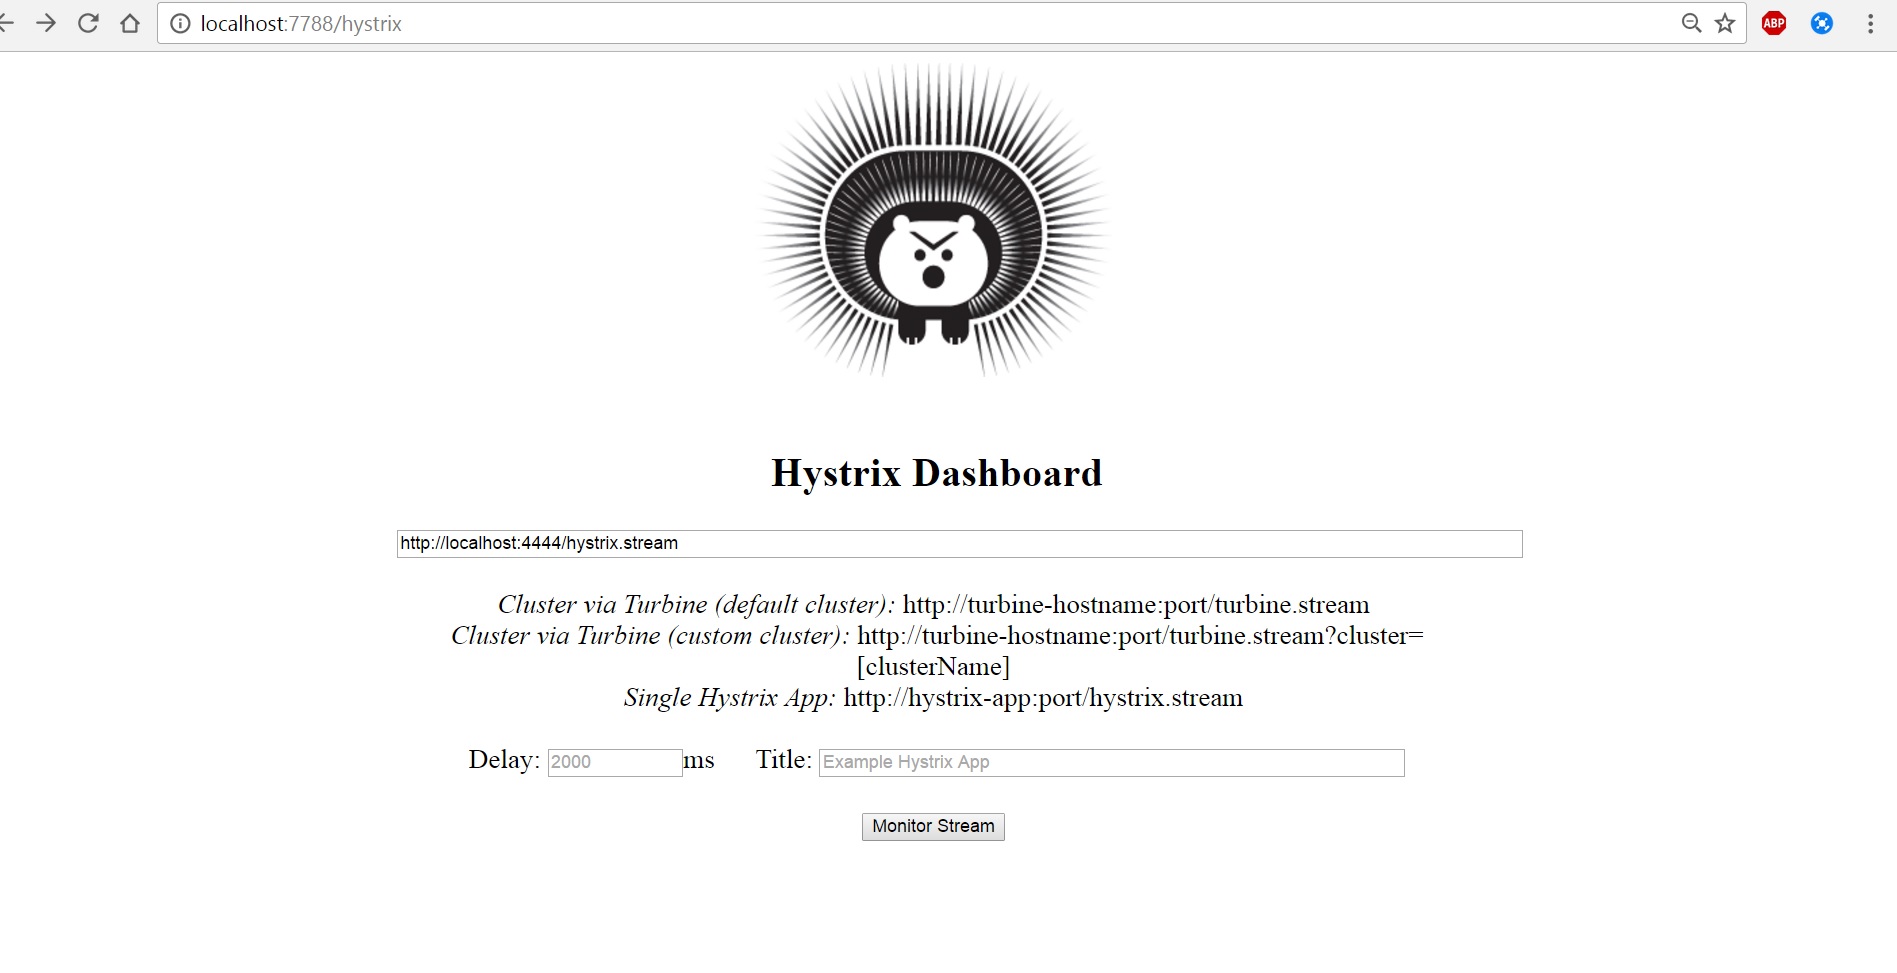 localhost:7788/hystrix
ABP
Hystrix Dashboard
http://localhost:4444/hystrix.stream
Cluster via Turbine (default cluster): http://turbine-hostname:port/turbine.stream
Cluster via Turbine (custom cluster): http://turbine-hostname:port/turbine.stream?cluster=
[clusterName]
Single Hystrix App: http://hystrix-app:port/hystrix.stream
Delay: 2000 ms Title: Example Hystrix App
Monitor Stream